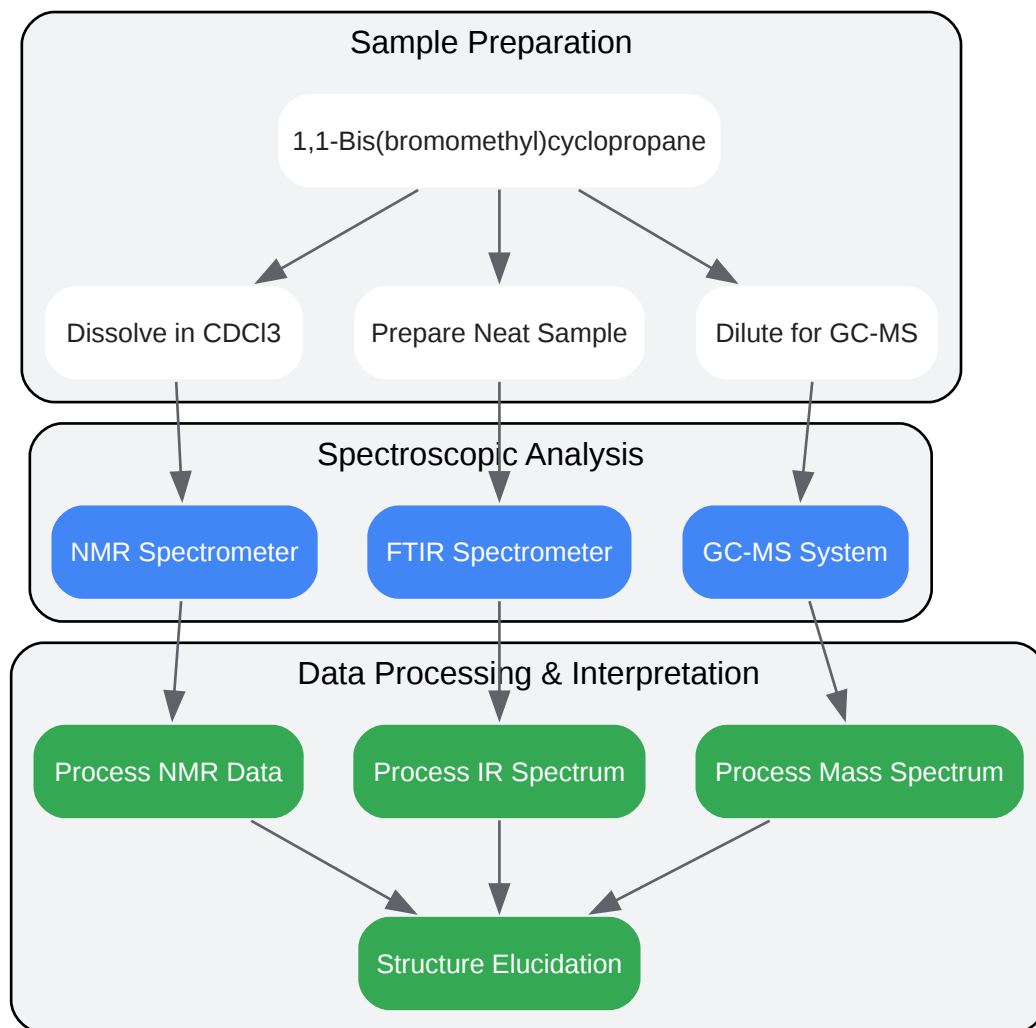 Sample Preparation
1,1-Bis(bromomethyl)cyclopropane
Dissolve in CDCl3
Prepare Neat Sample
Dilute for GC-MS
Spectroscopic Analysis
NMR Spectrometer
FTIR Spectrometer
GC-MS System
Data Processing & Interpretation
Process NMR Data
Process IR Spectrum
Process Mass Spectrum
Structure Elucidation